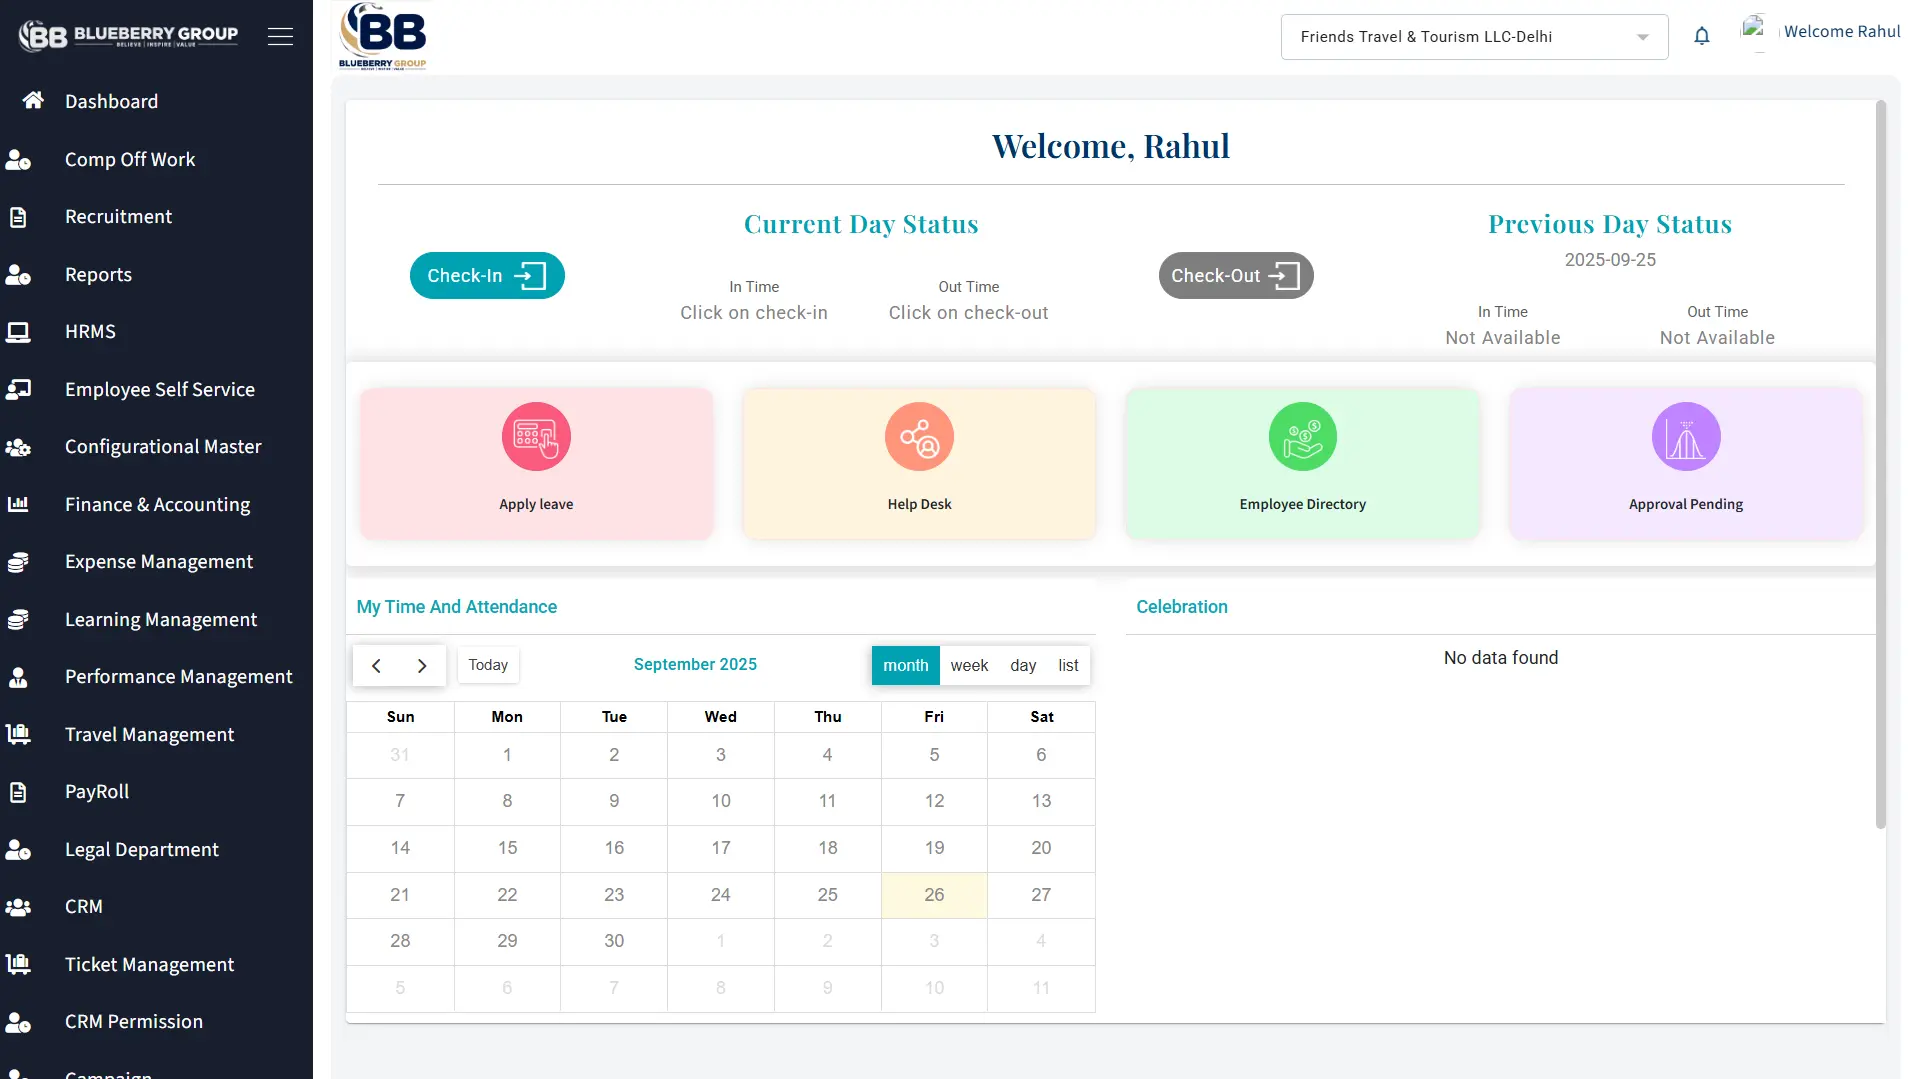 BB BLUEBERRY GROUP
BELIEVE | INSPIRE | VALUE
Dashboard
Comp Off Work
Recruitment
Reports
HRMS
Employee Self Service
Configurational Master
Finance & Accounting
Expense Management
Learning Management
Performance Management
Travel Management
PayRoll
Legal Department
CRM
Ticket Management
CRM Permission
Campaign
BB
BLUEBERRY GROUP
Friends Travel & Tourism LLC-Delhi
Welcome Rahul
Welcome, Rahul
Current Day Status
Check-In
In Time
Click on check-in
Out Time
Click on check-out
Check-Out
Previous Day Status
2025-09-25
In Time
Not Available
Out Time
Not Available
Apply leave
Help Desk
Employee Directory
Approval Pending
My Time And Attendance
Today
September 2025
month week day list
Sun Mon Tue Wed Thu Fri Sat
31 1 2 3 4 5 6
7 8 9 10 11 12 13
14 15 16 17 18 19 20
21 22 23 24 25 26 27
28 29 30 1 2 3 4
5 6 7 8 9 10 11
Celebration
No data found